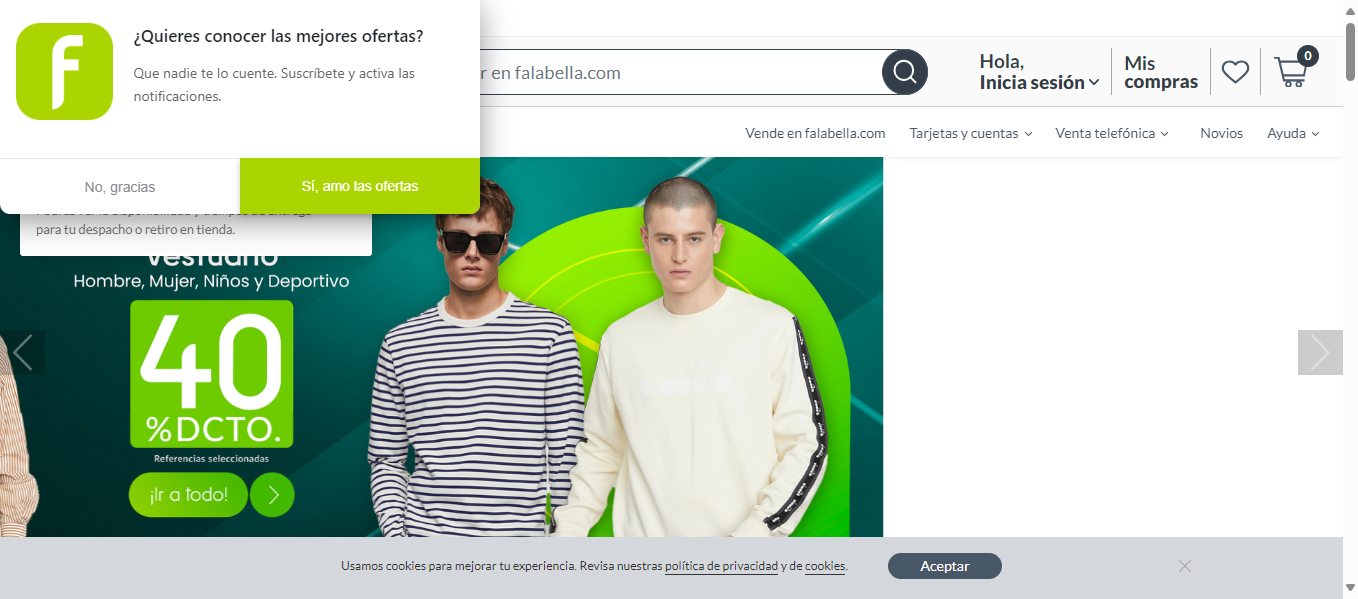 ¿Quieres conocer las mejores ofertas?
Que nadie te lo cuente. Suscríbete y activa las
notificaciones.
No, gracias
Sí, amo las ofertas
en falabella.com
Hola,
Inicia sesión
Mis
compras
0
Vende en falabella.com
Tarjetas y cuentas
Venta telefónica
Novios
Ayuda
para tu despacho o retiro en tienda.
Vestuario
Hombre, Mujer, Niños y Deportivo
40
%DCTO.
Referencias seleccionadas
¡Ir a todo!
Usamos cookies para mejorar tu experiencia. Revisa nuestras política de privacidad y de cookies.
Aceptar